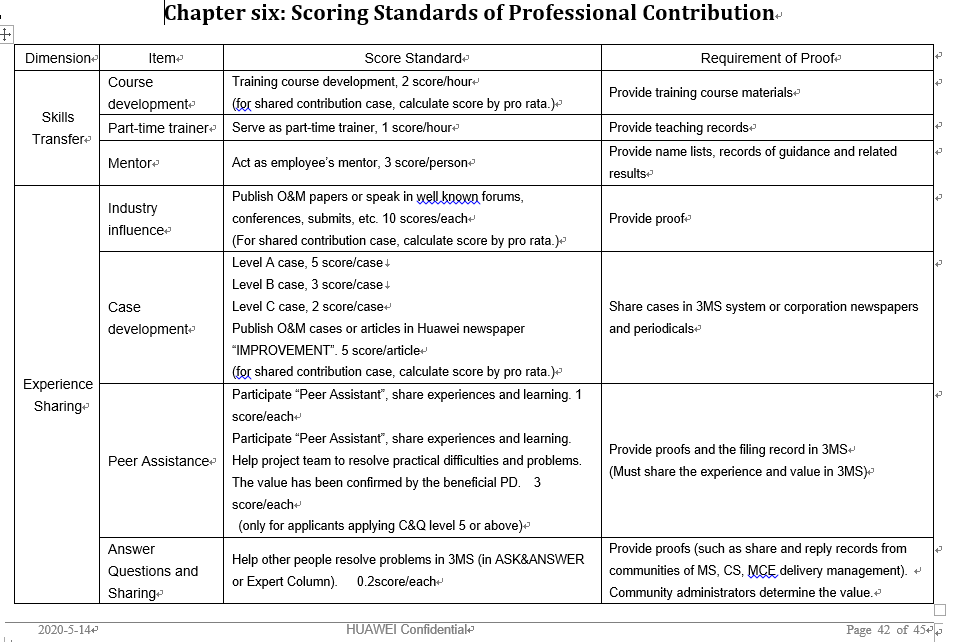 Chapter six: Scoring Standards of Professional Contribution
Dimension
Item
Score Standard
Requirement of Proof
Skills
Transfer
Course
development
Training course development, 2 score/hour
(for shared contribution case, calculate score by pro rata.)
Provide training course materials
Part-time trainer
Serve as part-time trainer, 1 score/hour
Provide teaching records
Mentor
Act as employee's mentor, 3 score/person
Provide name lists, records of guidance and related
results
Experience
Sharing
Industry
influence
Publish O&M papers or speak in well known forums,
conferences, submits, etc. 10 scores/each
(For shared contribution case, calculate score by pro rata.)
Provide proof
Case
development
Level A case, 5 score/case
Level B case, 3 score/case
Level C case, 2 score/case
Publish O&M cases or articles in Huawei newspaper
“IMPROVEMENT”. 5 score/article
(for shared contribution case, calculate score by pro rata.)
Share cases in 3MS system or corporation newspapers
and periodicals
Peer Assistance
Participate “Peer Assistant”, share experiences and learning. 1
score/each
Participate “Peer Assistant”, share experiences and learning.
Help project team to resolve practical difficulties and problems.
The value has been confirmed by the beneficial PD. 3
score/each
(only for applicants applying C&Q level 5 or above)
Provide proofs and the filing record in 3MS
(Must share the experience and value in 3MS)
Answer
Questions and
Sharing
Help other people resolve problems in 3MS (in ASK&ANSWER
or Expert Column). 0.2score/each
Provide proofs (such as share and reply records from
communities of MS, CS, MCE delivery management).
Community administrators determine the value.
2020-5-14
HUAWEI Confidential
Page 42 of 45